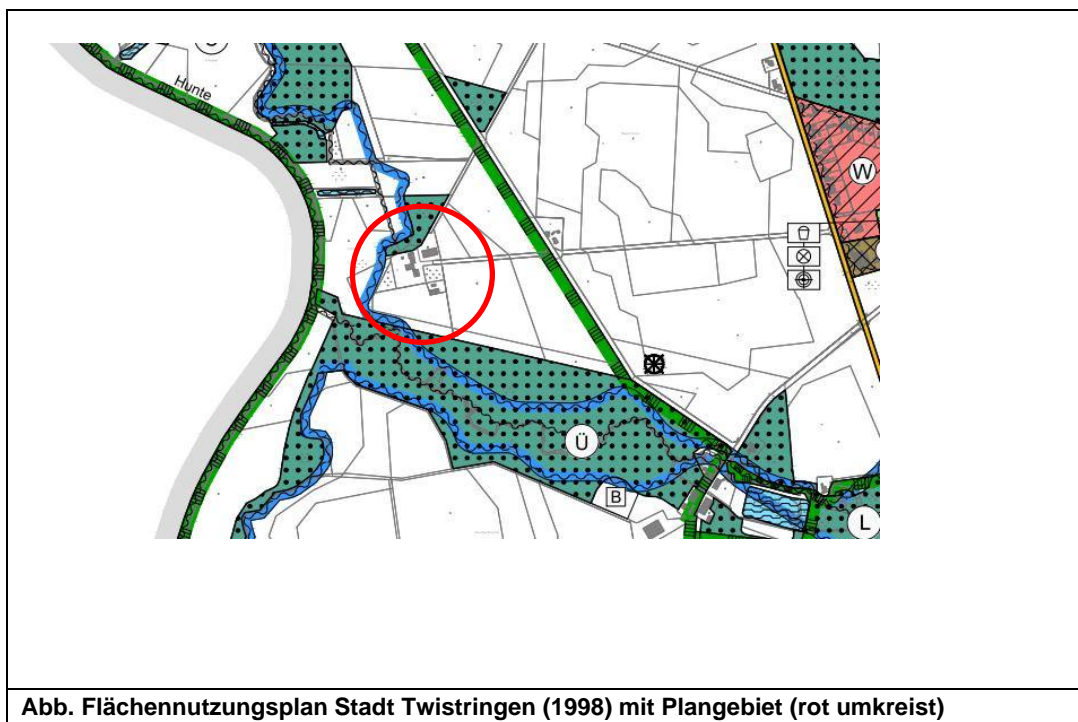 Hunte
W
Ü
B
L
Abb. Flächennutzungsplan Stadt Twistringen (1998) mit Plangebiet (rot umkreist)